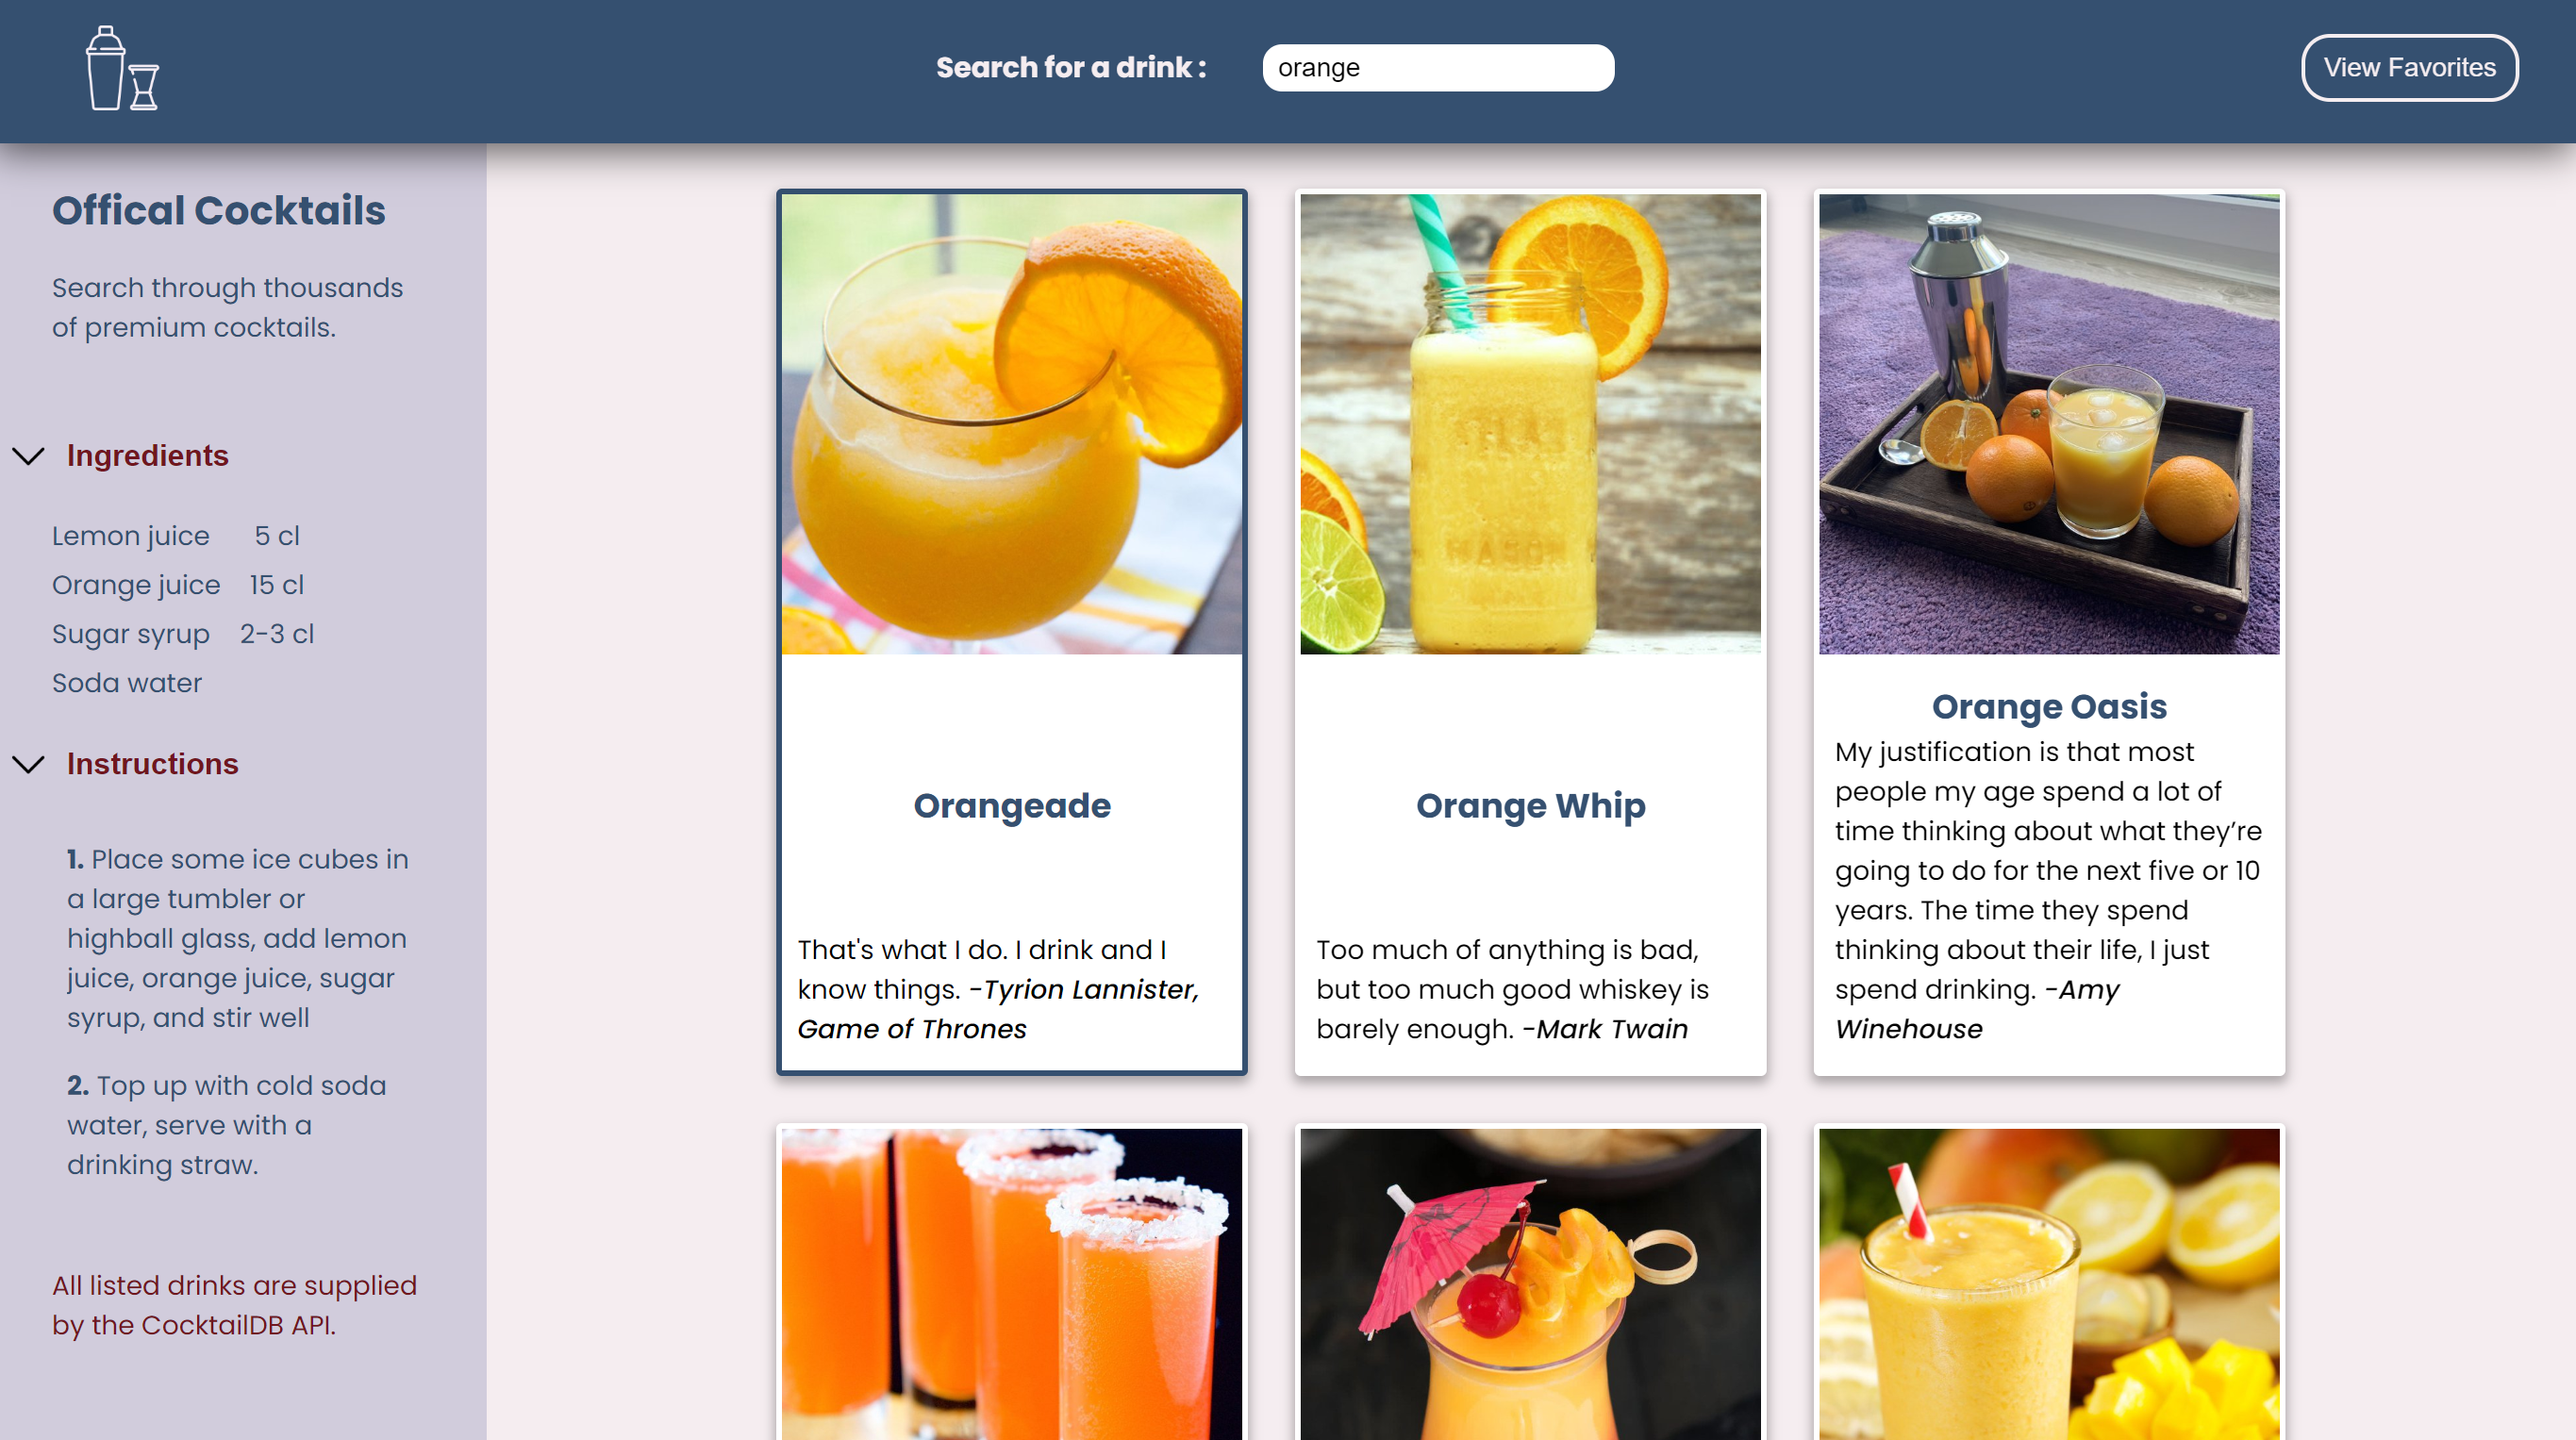 Search for a drink :
orange
View Favorites
Offical Cocktails
Search through thousands
of premium cocktails.
Ingredients
Lemon juice 5 cl
Orange juice 15 cl
Sugar syrup 2-3 cl
Soda water
Instructions
1. Place some ice cubes in
a large tumbler or
highball glass, add lemon
juice, orange juice, sugar
syrup, and stir well
2. Top up with cold soda
water, serve with a
drinking straw.
All listed drinks are supplied
by the CocktailDB API.
Orangeade
That's what I do. I drink and I
know things. -Tyrion Lannister,
Game of Thrones
MASON
Orange Whip
Too much of anything is bad,
but too much good whiskey is
barely enough. -Mark Twain
Orange Oasis
My justification is that most
people my age spend a lot of
time thinking about what they’re
going to do for the next five or 10
years. The time they spend
thinking about their life, I just
spend drinking. -Amy
Winehouse